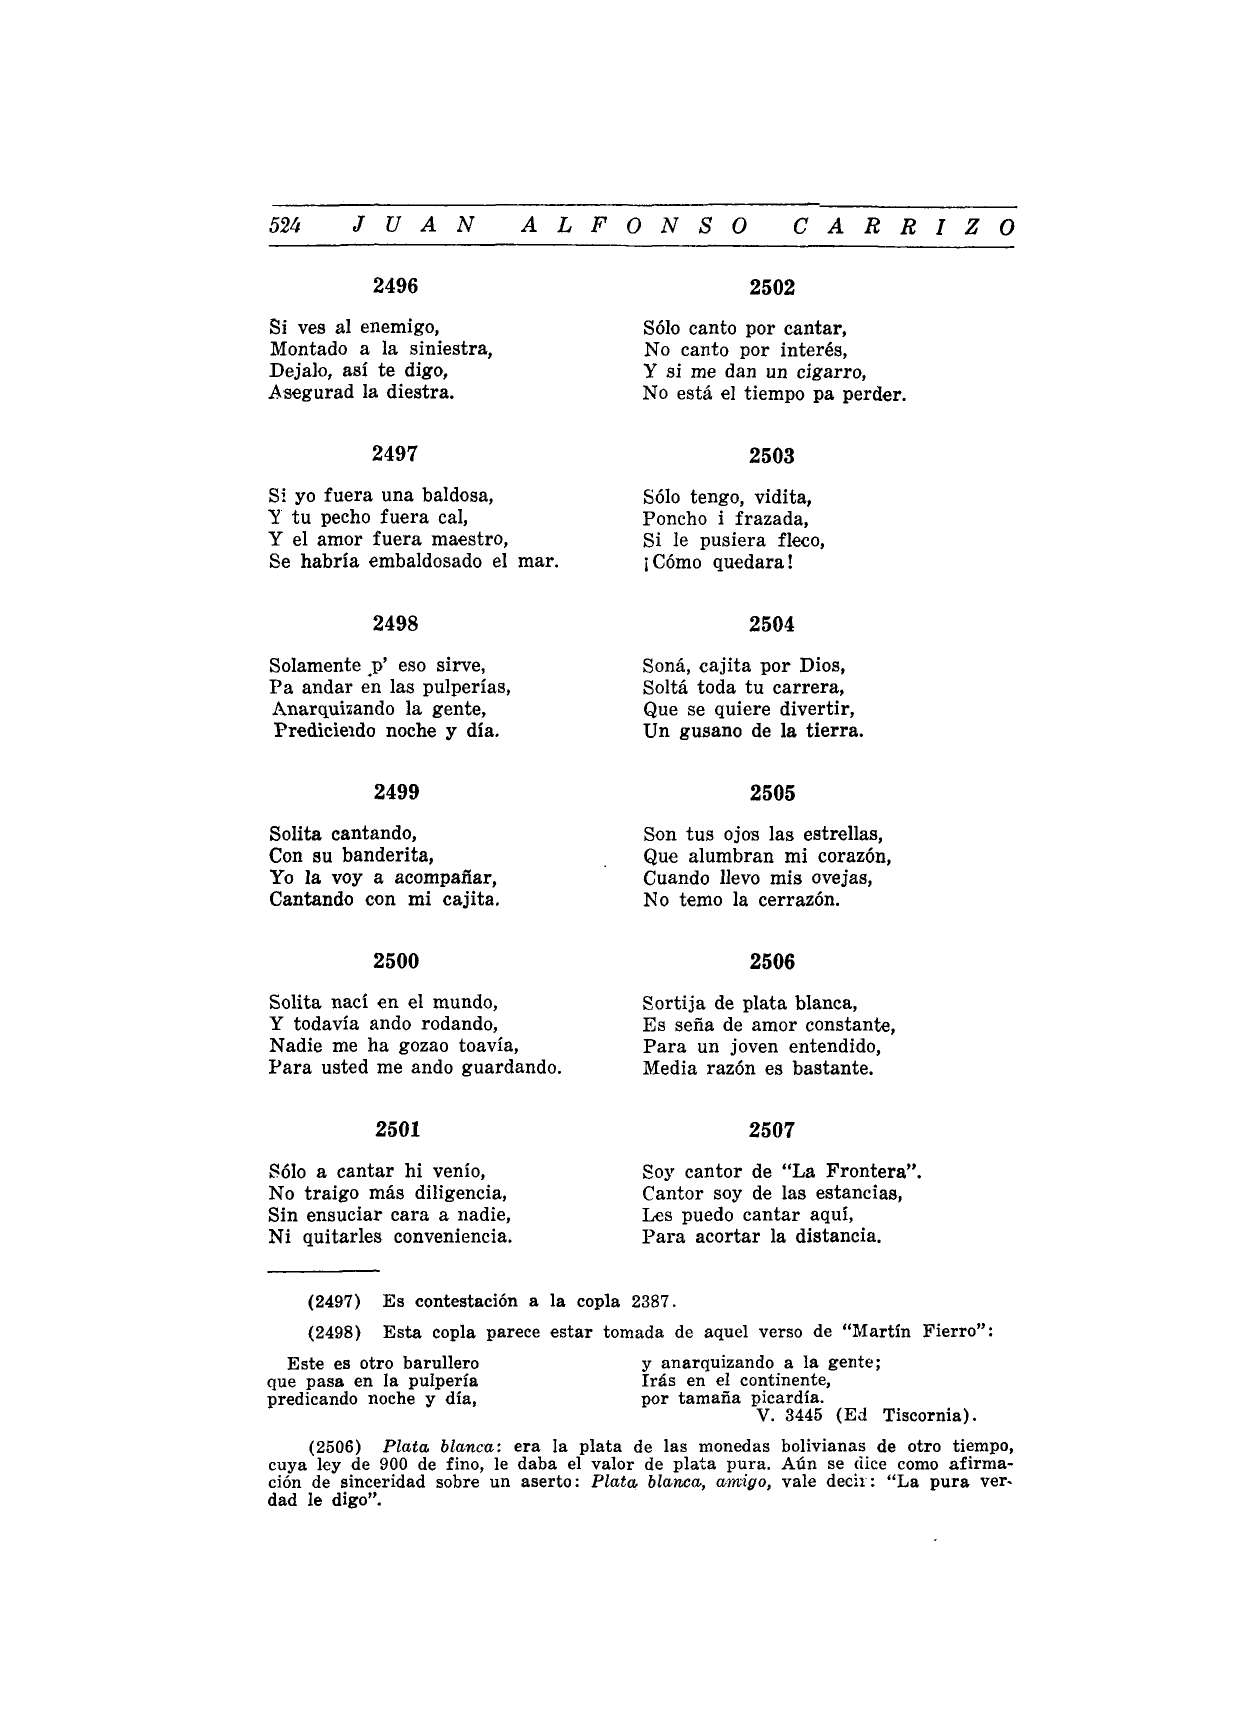 524 JUAN ALFONSO CARRIZO
2496
Si ves al enemigo,
Montado a la siniestra,
Dejalo, así te digo,
Asegurad la diestra.
2497
Si yo fuera una baldosa,
Y tu pecho fuera cal,
Y el amor fuera maestro,
Se habría embaldosado el mar.
2498
Solamente p' eso sirve,
Pa andar en las pulperías,
Anarquizando la gente,
Prediciendo noche y día.
2499
Solita cantando,
Con su banderita,
Yo la voy a acompañar,
Cantando con mi cajita.
2500
Solita nací en el mundo,
Y todavía ando rodando,
Nadie me ha gozao toavía,
Para usted me ando guardando.
2501
Sólo a cantar hi venío,
No traigo más diligencia,
Sin ensuciar cara a nadie,
Ni quitarles conveniencia.
2502
Sólo canto por cantar,
No canto por interés,
Y si me dan un cigarro,
No está el tiempo pa perder.
2503
Sólo tengo, vidita,
Poncho i frazada,
Si le pusiera fleco,
¡Cómo quedara!
2504
Soná, cajita por Dios,
Soltá toda tu carrera,
Que se quiere divertir,
Un gusano de la tierra.
2505
Son tus ojos las estrellas,
Que alumbran mi corazón,
Cuando llevo mis ovejas,
No temo la cerrazón.
2506
Sortija de plata blanca,
Es seña de amor constante,
Para un joven entendido,
Media razón es bastante.
2507
Soy cantor de “La Frontera”.
Cantor soy de las estancias,
Les puedo cantar aquí,
Para acortar la distancia.
(2497) Es contestación a la copla 2387.
(2498) Esta copla parece estar tomada de aquel verso de “Martín Fierro”:
Este es otro barullero
que pasa en la pulpería
predicando noche y día,
y anarquizando a la gente;
Irás en el continente,
por tamaña picardía.
V. 3445 (Ed Tiscornia).
(2506) Plata blanca: era la plata de las monedas bolivianas de otro tiempo,
cuya ley de 900 de fino, le daba el valor de plata pura. Aún se dice como afirma-
ción de sinceridad sobre un aserto: Plata blanca, amigo, vale decir: “La pura ver-
dad le digo”.